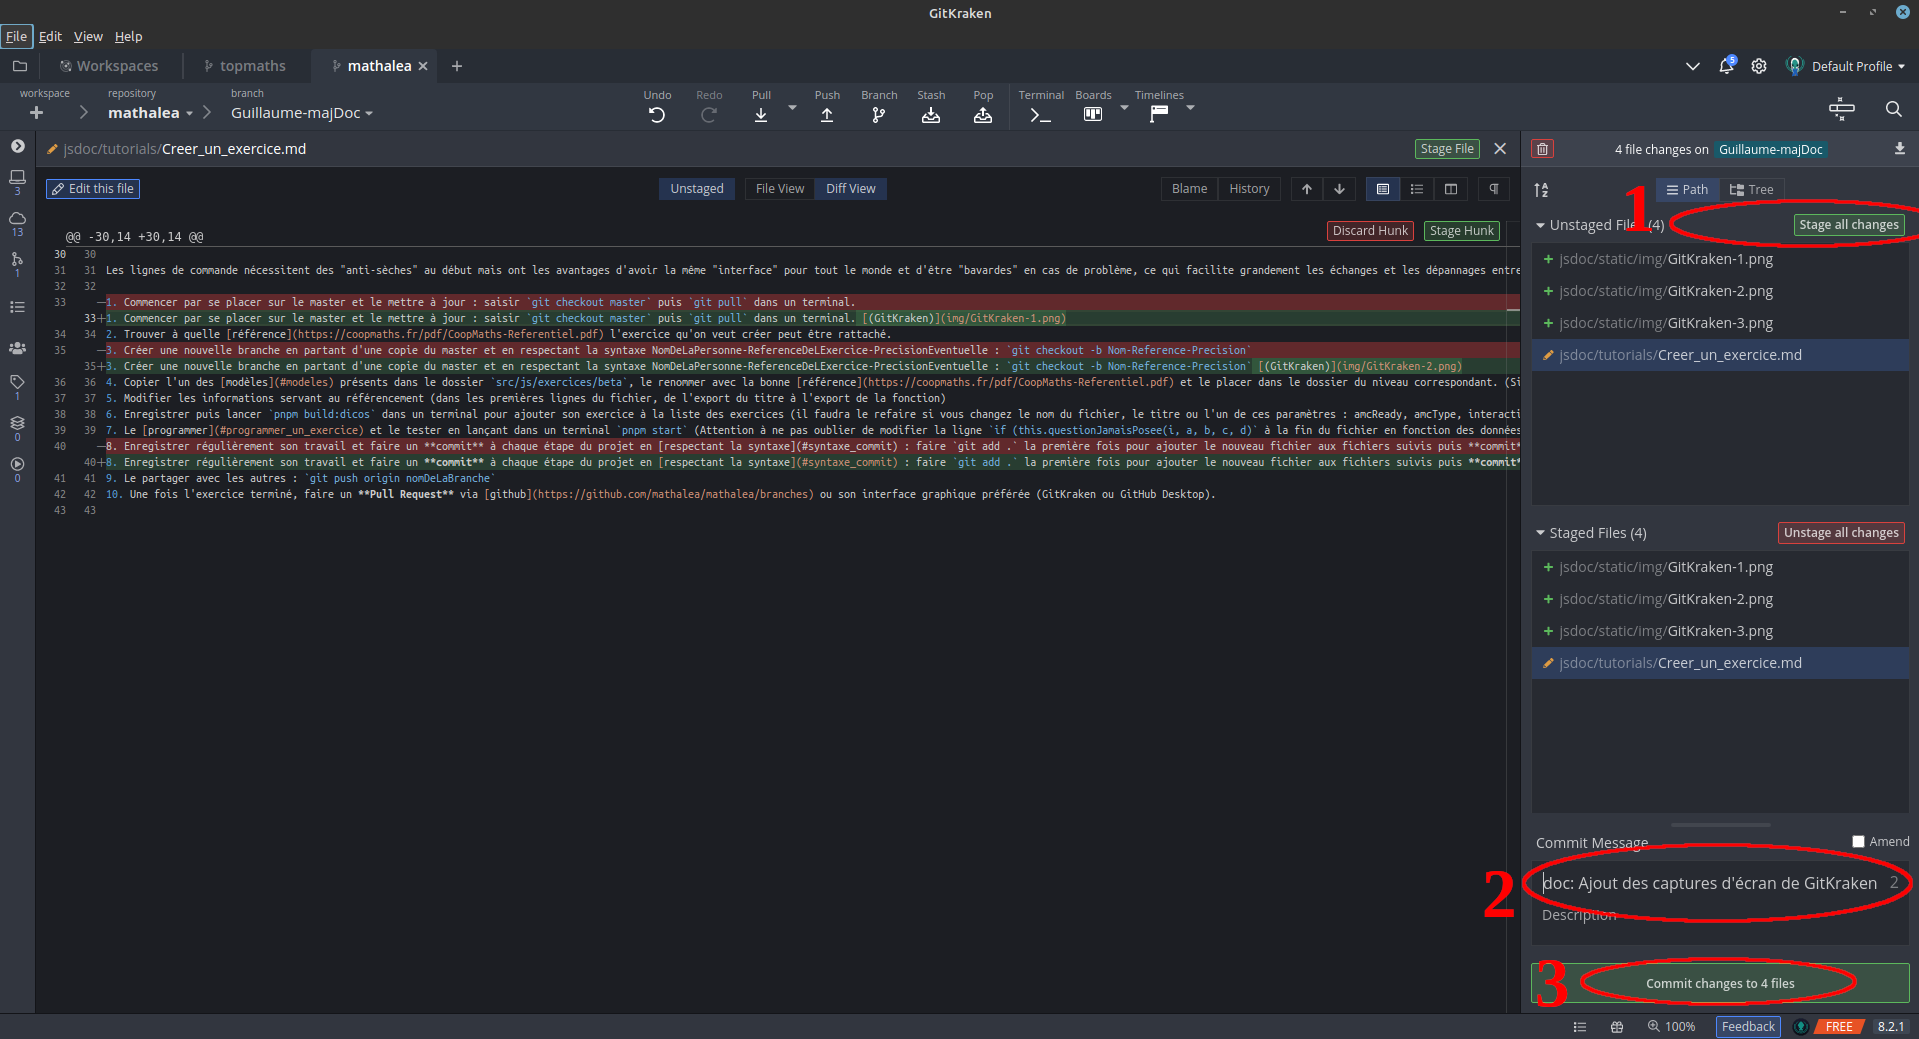 GitKraken
File Edit View Help
Workspaces topmaths mathalea
5 Default Profile
workspace repository branch
mathalea Guillaume-majDoc
Undo Redo Pull Push Branch Stash Pop Terminal Boards Timelines
jsdoc/tutorials/Creer_un_exercice.md Stage File
Edit this file Unstaged File View Diff View Blame History
@@ -30,14 +30,14 @@ Discard Hunk Stage Hunk
30 30
31 31 Les lignes de commande nécessitent des "anti-sèches" au début mais ont les avantages d'avoir la même "interface" pour tout le monde et d'être "bavardes" en cas de problème, ce qui facilite grandement les échanges et les dépannages entre
32 32
33 —1. Commencer par se placer sur le master et le mettre à jour : saisir `git checkout master` puis `git pull` dans un terminal.
33 +1. Commencer par se placer sur le master et le mettre à jour : saisir `git checkout master` puis `git pull` dans un terminal. [(GitKraken)](img/GitKraken-1.png)
34 34 2. Trouver à quelle [référence](https://coopmaths.fr/pdf/CoopMaths-Referentiel.pdf) l'exercice qu'on veut créer peut être rattaché.
35 —3. Créer une nouvelle branche en partant d'une copie du master et en respectant la syntaxe NomDeLaPersonne-ReferenceDeLExercice-PrecisionEventuelle : `git checkout -b Nom-Reference-Precision`
35 +3. Créer une nouvelle branche en partant d'une copie du master et en respectant la syntaxe NomDeLaPersonne-ReferenceDeLExercice-PrecisionEventuelle : `git checkout -b Nom-Reference-Precision` [(GitKraken)](img/GitKraken-2.png)
36 36 4. Copier l'un des [modèles](#modeles) présents dans le dossier `src/js/exercices/beta`, le renommer avec la bonne [référence](https://coopmaths.fr/pdf/CoopMaths-Referentiel.pdf) et le placer dans le dossier du niveau correspondant. (Si
37 37 5. Modifier les informations servant au référencement (dans les premières lignes du fichier, de l'export du titre à l'export de la fonction)
38 38 6. Enregistrer puis lancer `pnpm build:dicos` dans un terminal pour ajouter son exercice à la liste des exercices (il faudra le refaire si vous changez le nom du fichier, le titre ou l'un de ces paramètres : amcReady, amcType, interacti
39 39 7. Le [programmer](#programmer_un_exercice) et le tester en lançant dans un terminal `pnpm start` (Attention à ne pas oublier de modifier la ligne `if (this.questionJamaisPosee(i, a, b, c, d)` à la fin du fichier en fonction des données
40 —8. Enregistrer régulièrement son travail et faire un **commit** à chaque étape du projet en [respectant la syntaxe](#syntaxe_commit) : faire `git add .` la première fois pour ajouter le nouveau fichier aux fichiers suivis puis **commit*
40 +8. Enregistrer régulièrement son travail et faire un **commit** à chaque étape du projet en [respectant la syntaxe](#syntaxe_commit) : faire `git add .` la première fois pour ajouter le nouveau fichier aux fichiers suivis puis **commit*
41 41 9. Le partager avec les autres : `git push origin nomDeLaBranche`
42 42 10. Une fois l'exercice terminé, faire un **Pull Request** via [github](https://github.com/mathalea/mathalea/branches) ou son interface graphique préférée (GitKraken ou GitHub Desktop).
43 43
3
13
1
1
0
0
4 file changes on Guillaume-majDoc
Path Tree
1
Unstaged Files (4) Stage all changes
jsdoc/static/img/GitKraken-1.png
jsdoc/static/img/GitKraken-2.png
jsdoc/static/img/GitKraken-3.png
jsdoc/tutorials/Creer_un_exercice.md
Staged Files (4) Unstage all changes
jsdoc/static/img/GitKraken-1.png
jsdoc/static/img/GitKraken-2.png
jsdoc/static/img/GitKraken-3.png
jsdoc/tutorials/Creer_un_exercice.md
Commit Message Amend
2 doc: Ajout des captures d'écran de GitKraken 2
Description
3 Commit changes to 4 files
100% Feedback FREE 8.2.1